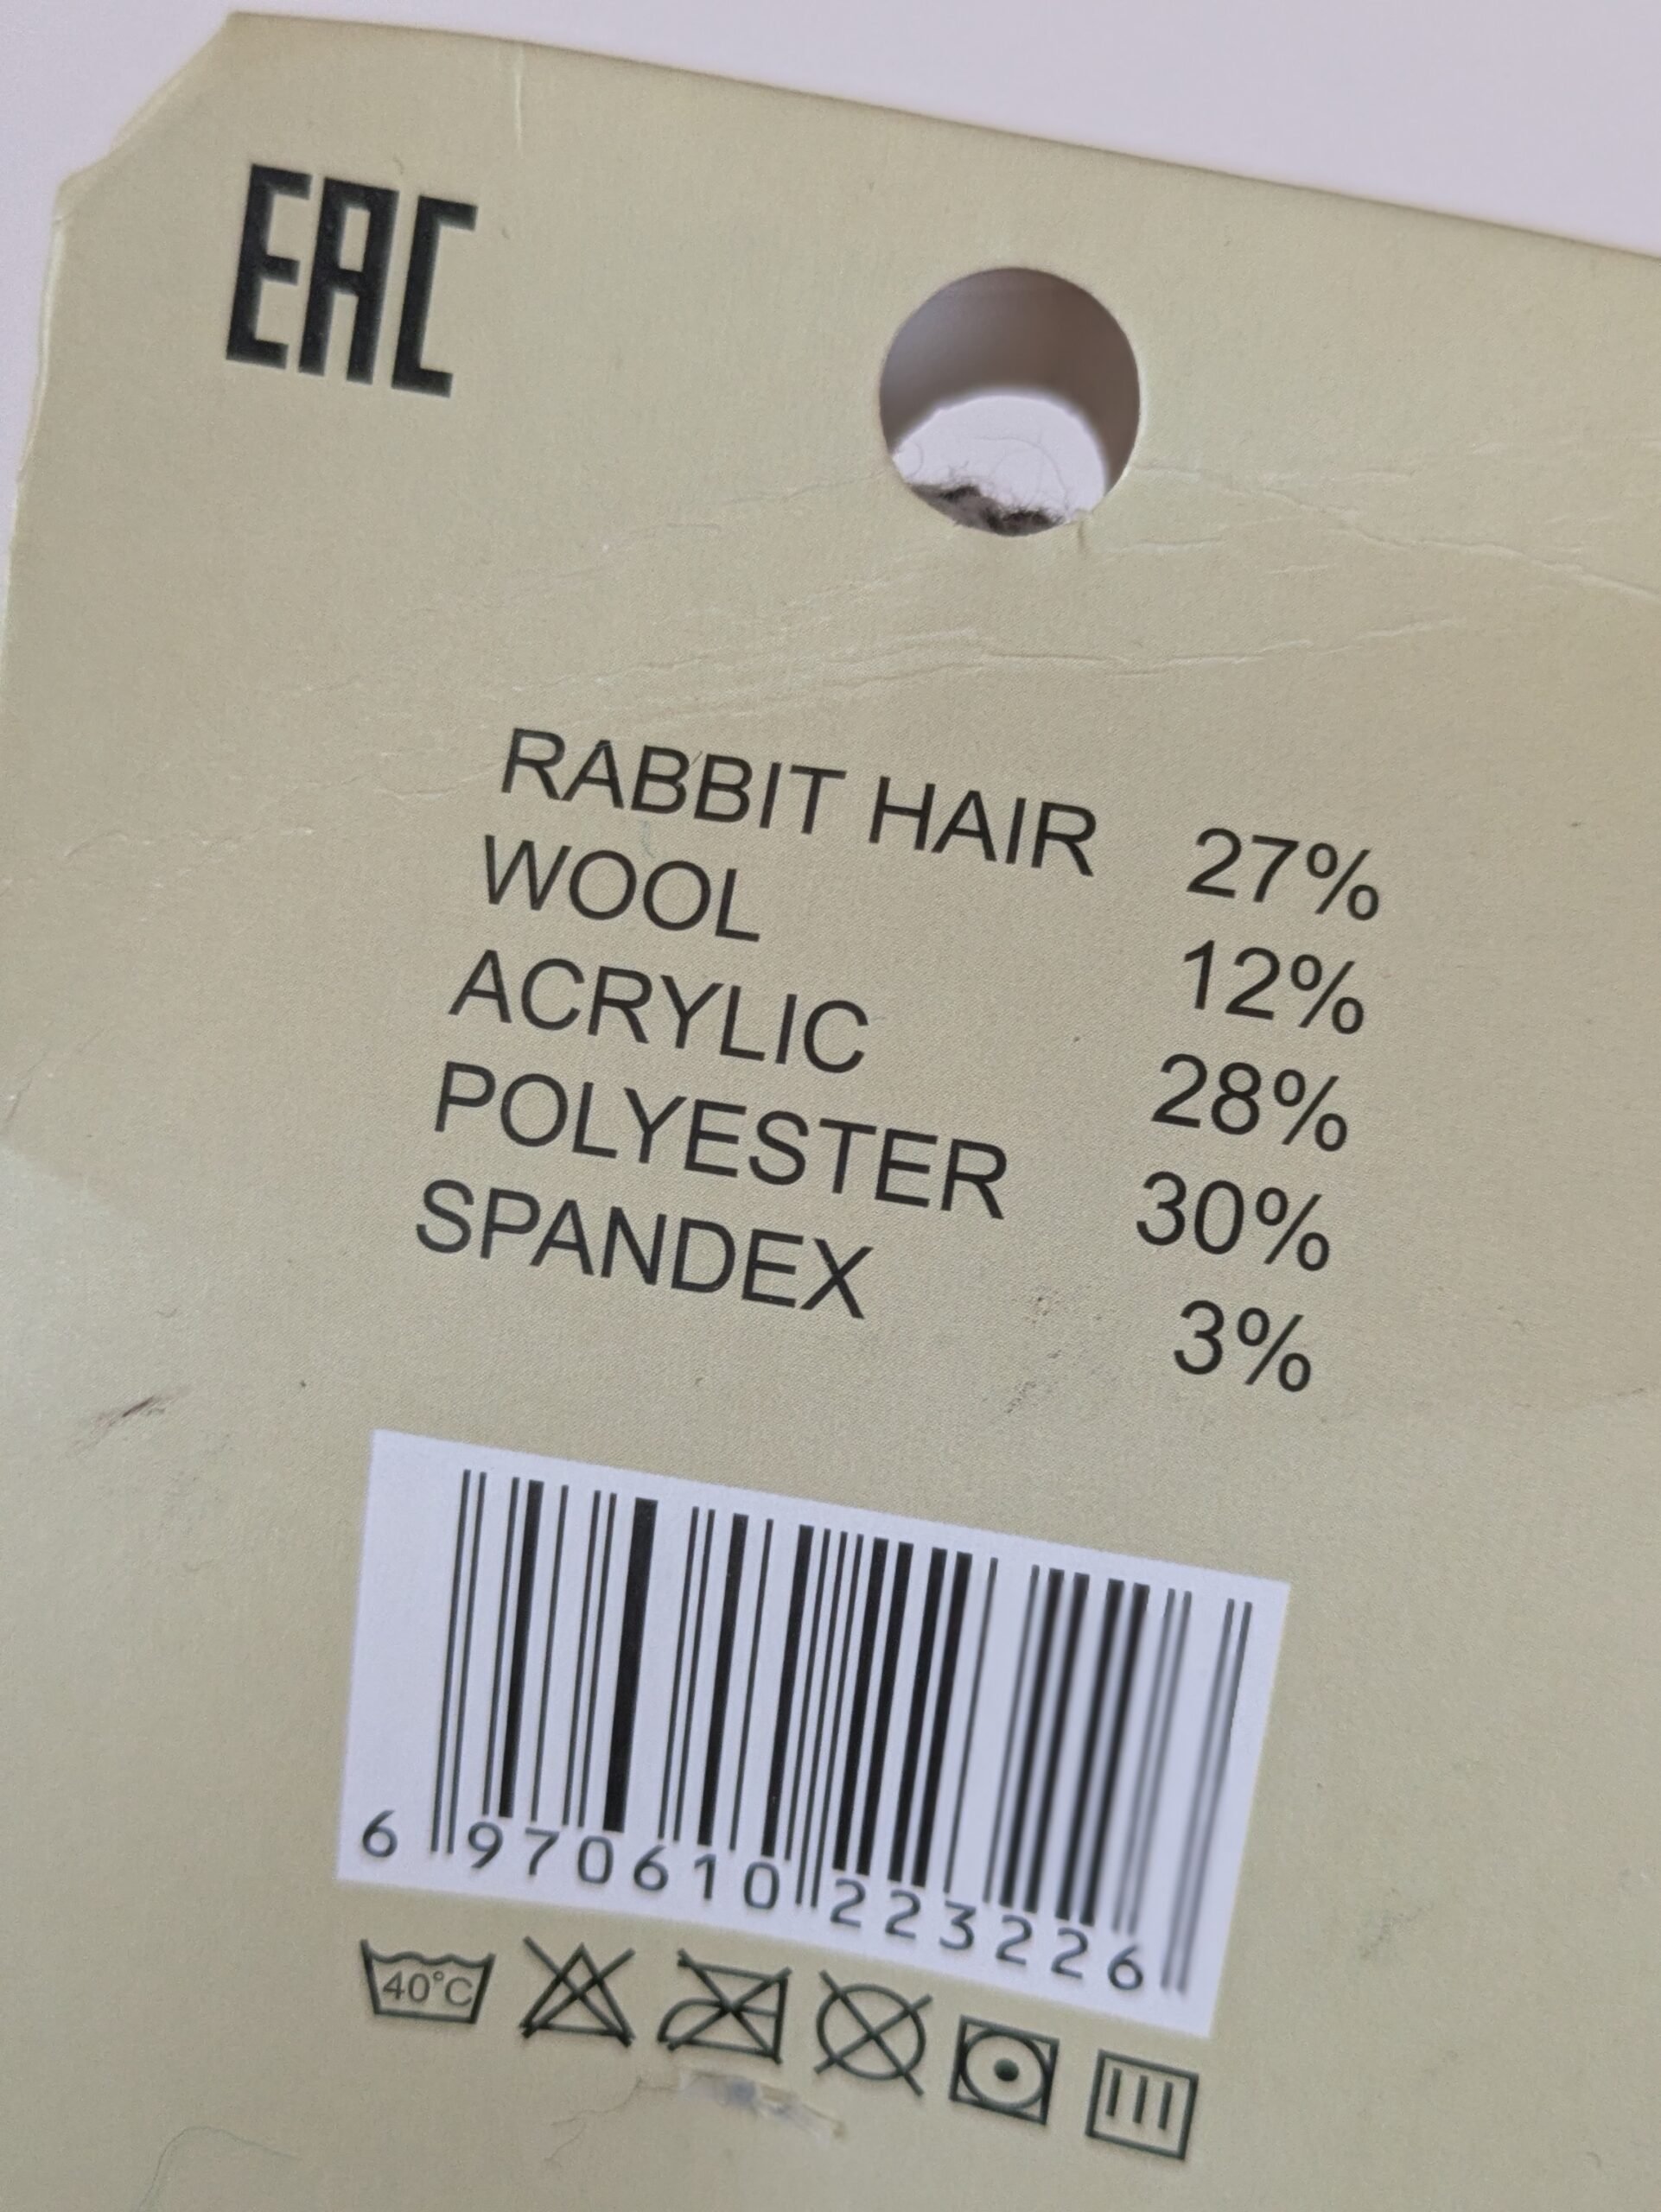 EAC
RABBIT HAIR 27%
WOOL 12%
ACRYLIC 28%
POLYESTER 30%
SPANDEX 3%
6 970610 223226
40°C